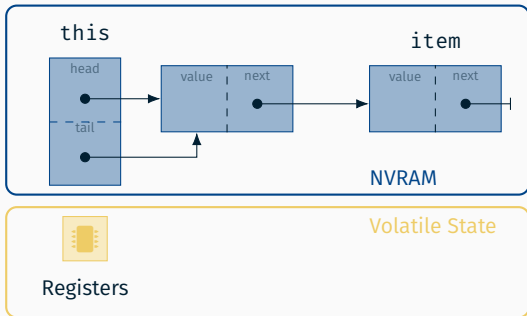 this
item
head
value
next
value
next
tail
NVRAM
Volatile State
Registers